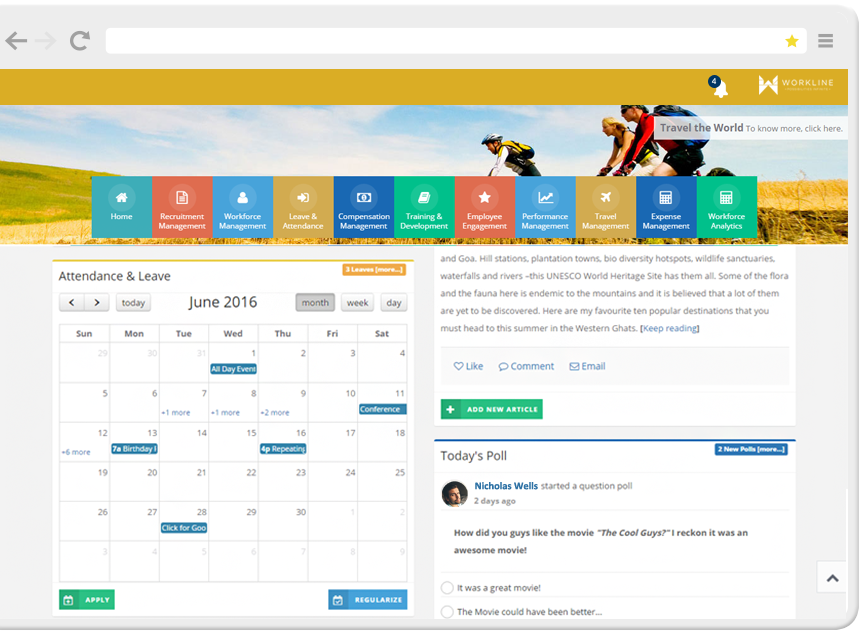 4
WORKLINE
Travel the World To know more, click here.
Home
Recruitment Management
Workforce Management
Leave & Attendance
Compensation Management
Training & Development
Employee Engagement
Performance Management
Travel Management
Expense Management
Workforce Analytics
Attendance & Leave
3 Leaves [more...]
today
June 2016
month week day
Sun Mon Tue Wed Thu Fri Sat
29 30 31 1 2 3 4
All Day Event
5 6 7 8 9 10 11
+1 more +1 more +2 more Conference
12 13 14 15 16 17 18
+6 more 7a Birthday 4p Repeating
19 20 21 22 23 24 25
26 27 28 29 30 1 2
Click for Goo
3 4 5 6 7 8 9
APPLY
REGULARIZE
and Goa. Hill stations, plantation towns, bio diversity hotspots, wildlife sanctuaries,
waterfalls and rivers –this UNESCO World Heritage Site has them all. Some of the flora
and the fauna here is endemic to the mountains and it is believed that a lot of them
are yet to be discovered. Here are my favourite ten popular destinations that you
must head to this summer in the Western Ghats. [Keep reading]
Like Comment Email
ADD NEW ARTICLE
Today's Poll
2 New Polls [more...]
Nicholas Wells started a question poll
2 days ago
How did you guys like the movie "The Cool Guys?" I reckon it was an
awesome movie!
It was a great movie!
The Movie could have been better...